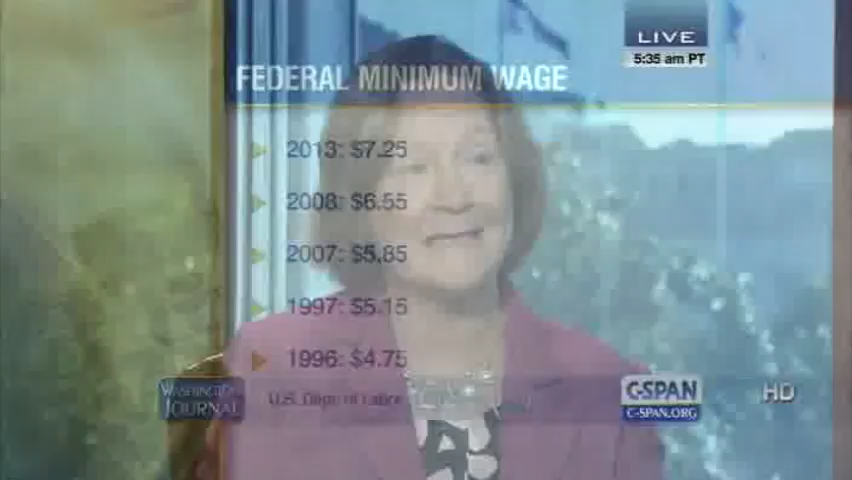 LIVE
5:35 am PT
FEDERAL MINIMUM WAGE
2013: $7.25
2008: $6.55
2007: $5.85
1997: $5.15
1996: $4.75
WASHINGTON
JOURNAL
U.S. Dept. of Labor
C-SPAN
C-SPAN.ORG
HD